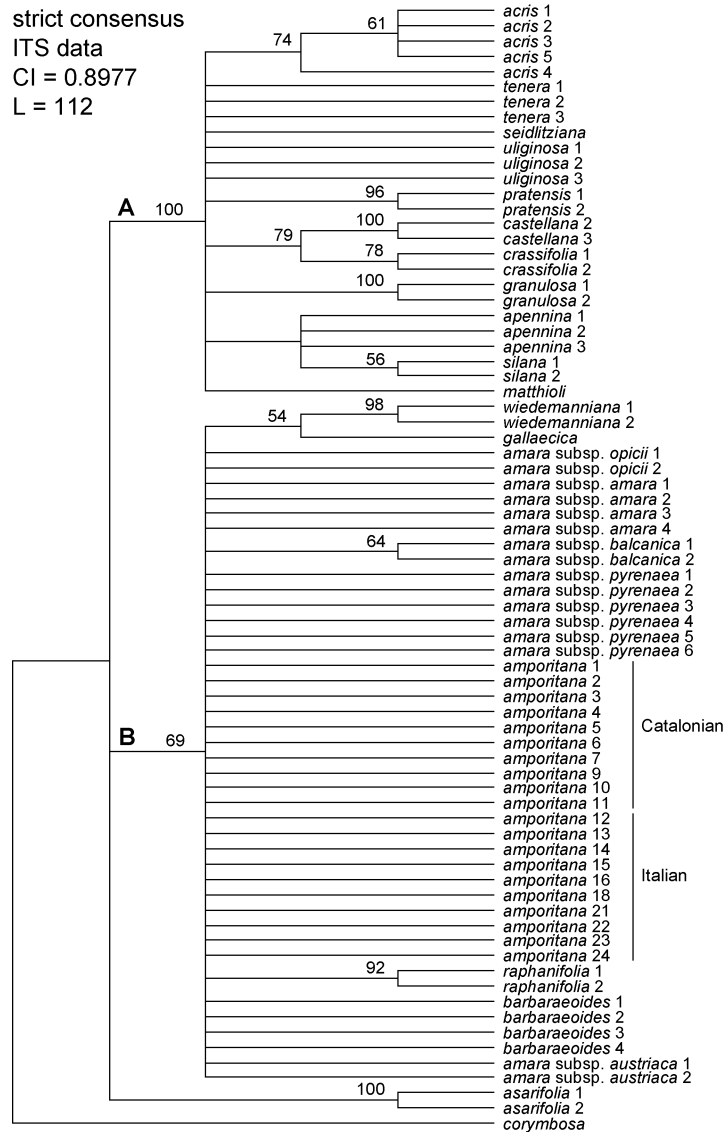 strict consensus
ITS data
CI = 0.8977
L = 112
acris 1
61
acris 2
74
acris 3
acris 5
acris 4
tenera 1
tenera 2
tenera 3
seidlitziana
uliginosa 1
uliginosa 2
uliginosa 3
96
pratensis 1
A 100
pratensis 2
100
castellana 2
79
castellana 3
78
crassifolia 1
crassifolia 2
100
granulosa 1
granulosa 2
apennina 1
apennina 2
apennina 3
56
silana 1
silana 2
matthioli
98
wiedemanniana 1
54
wiedemanniana 2
gallaecica
amara subsp. opicii 1
amara subsp. opicii 2
amara subsp. amara 1
amara subsp. amara 2
amara subsp. amara 3
amara subsp. amara 4
64
amara subsp. balcanica 1
amara subsp. balcanica 2
amara subsp. pyrenaea 1
amara subsp. pyrenaea 2
amara subsp. pyrenaea 3
amara subsp. pyrenaea 4
amara subsp. pyrenaea 5
amara subsp. pyrenaea 6
amporitana 1
amporitana 2
amporitana 3
amporitana 4
amporitana 5
Catalonian
B 69
amporitana 6
amporitana 7
amporitana 9
amporitana 10
amporitana 11
amporitana 12
amporitana 13
amporitana 14
amporitana 15
Italian
amporitana 16
amporitana 18
amporitana 21
amporitana 22
amporitana 23
amporitana 24
92
raphanifolia 1
raphanifolia 2
barbaraeoides 1
barbaraeoides 2
barbaraeoides 3
barbaraeoides 4
amara subsp. austriaca 1
amara subsp. austriaca 2
100
asarifolia 1
asarifolia 2
corymbosa